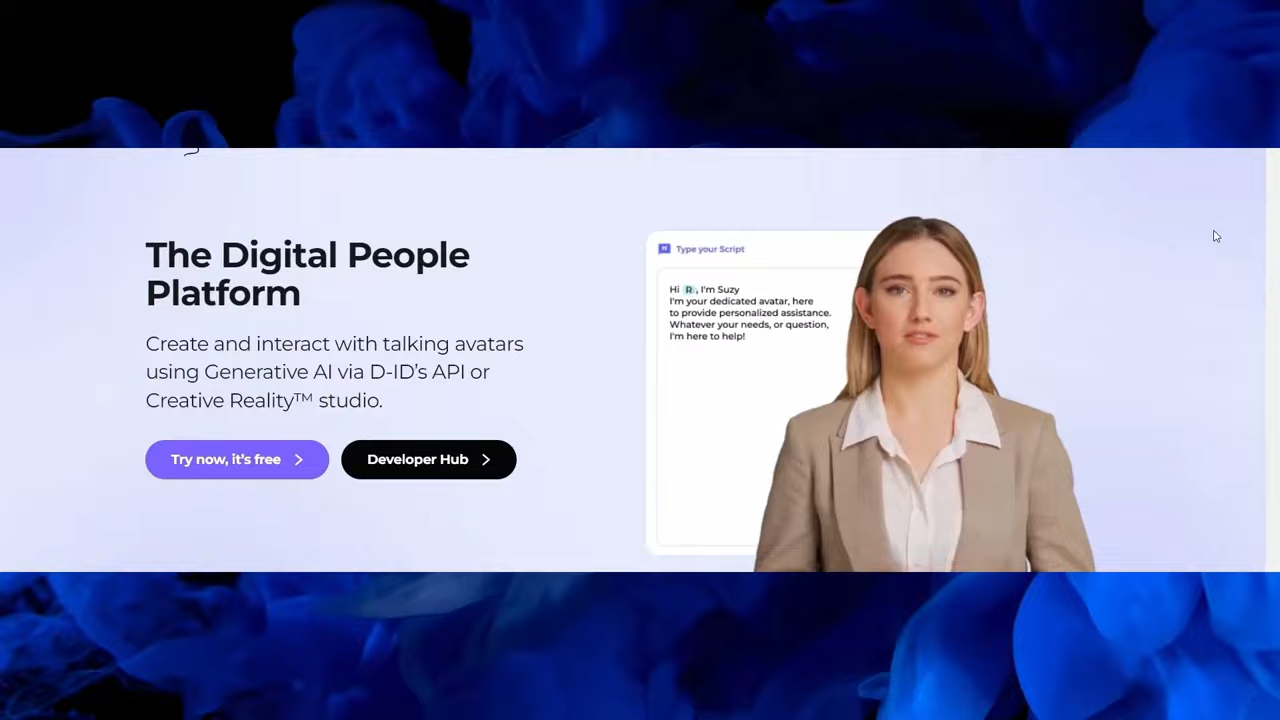 The Digital People
Platform
Create and interact with talking avatars
using Generative AI via D-ID's API or
Creative Reality™ studio.
Try now, it's free
Developer Hub
Type your Script
Hi R, I'm Suzy
I'm your dedicated avatar, here
to provide personalized assistance.
Whatever your needs, or question,
I'm here to help!